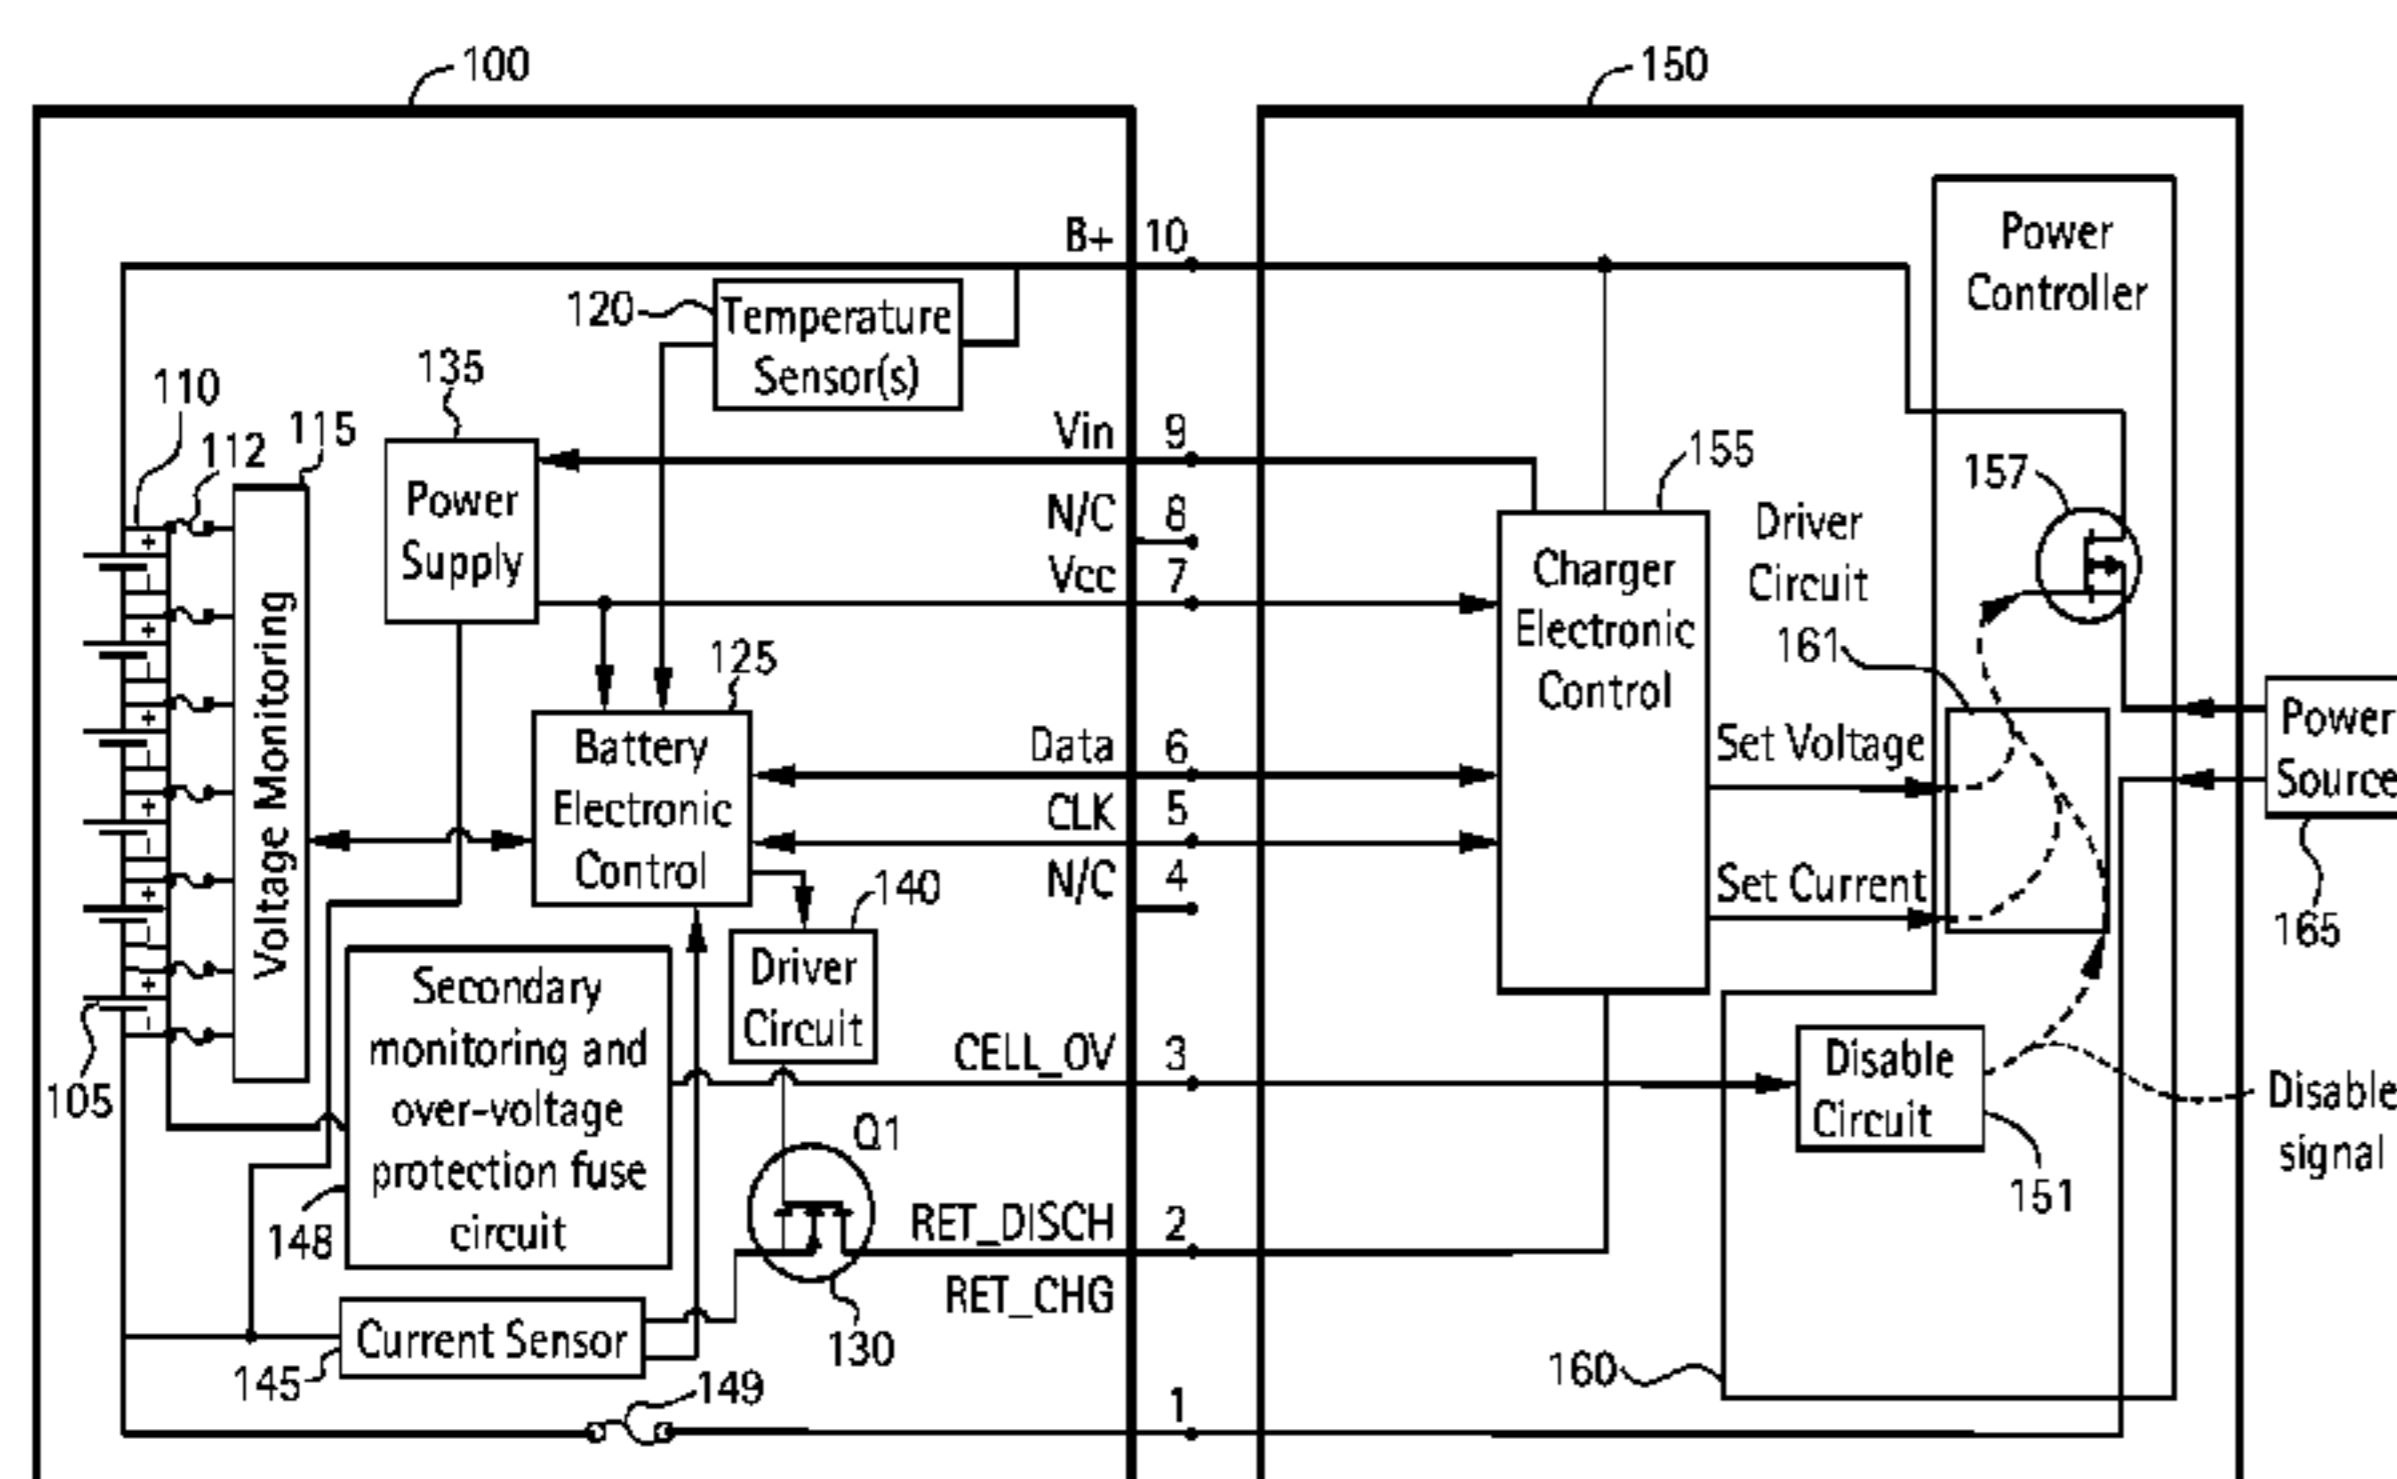 100
150
B+ 10
Power
Controller
120
Temperature
Sensor(s)
135
110
112
115
Vin 9
155
157
Power
Supply
N/C 8
Vcc 7
Driver
Circuit
161
Charger
Electronic
Control
Voltage Monitoring
125
Battery
Electronic
Control
Data 6
CLK 5
N/C 4
Set Voltage
Set Current
Power
Source
165
140
Driver
Circuit
Secondary
monitoring and
over-voltage
protection fuse
circuit
148
105
CELL_OV 3
Disable
Circuit
151
Disable
signal
Q1
130
RET_DISCH 2
RET_CHG
Current Sensor
145
149
1
160
+
-
+
-
+
-
+
-
+
-
+
-